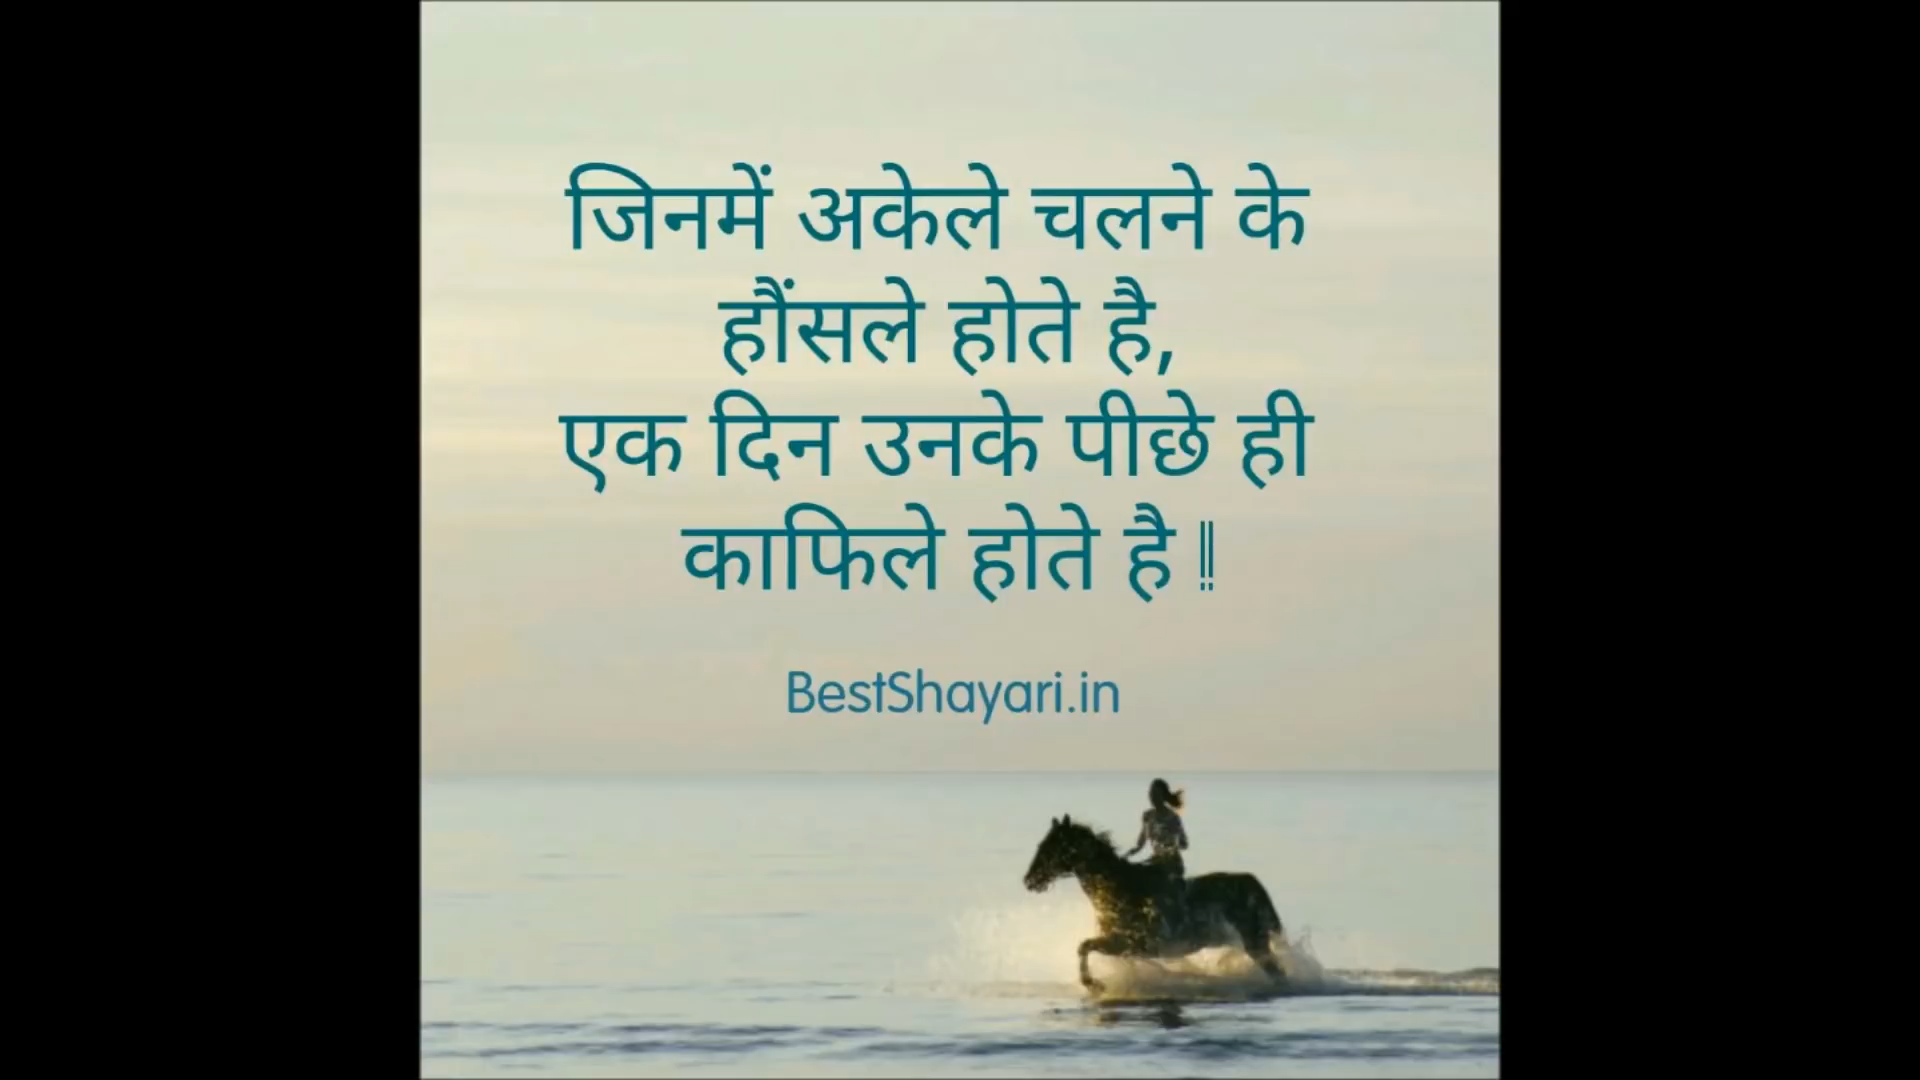 जिनमें अकेले चलने के
हौंसले होते है,
एक दिन उनके पीछे ही
काफिले होते है !!
BestShayari.in